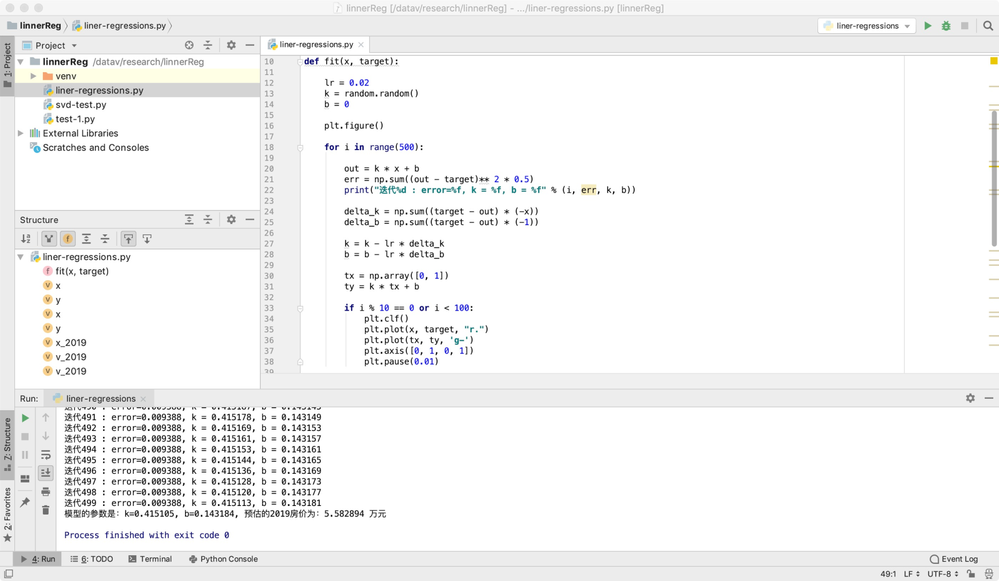 linnerReg [/datav/research/linnerReg] - .../liner-regressions.py [linnerReg]
linnerReg
liner-regressions.py
liner-regressions
1: Project
Project
liner-regressions.py
linnerReg /datav/research/linnerReg
venv
liner-regressions.py
svd-test.py
test-1.py
External Libraries
Scratches and Consoles
Structure
liner-regressions.py
fit(x, target)
x
y
x
y
x_2019
v_2019
v_2019
10 def fit(x, target):
11
12 lr = 0.02
13 k = random.random()
14 b = 0
15
16 plt.figure()
17
18 for i in range(500):
19
20 out = k * x + b
21 err = np.sum((out - target)** 2 * 0.5)
22 print("迭代%d : error=%f, k = %f, b = %f" % (i, err, k, b))
23
24 delta_k = np.sum((target - out) * (-x))
25 delta_b = np.sum((target - out) * (-1))
26
27 k = k - lr * delta_k
28 b = b - lr * delta_b
29
30 tx = np.array([0, 1])
31 ty = k * tx + b
32
33 if i % 10 == 0 or i < 100:
34 plt.clf()
35 plt.plot(x, target, "r.")
36 plt.plot(tx, ty, 'g-')
37 plt.axis([0, 1, 0, 1])
38 plt.pause(0.01)
39
Run:
liner-regressions
迭代490 : error=0.009388, k = 0.415187, b = 0.143145
迭代491 : error=0.009388, k = 0.415178, b = 0.143149
迭代492 : error=0.009388, k = 0.415169, b = 0.143153
迭代493 : error=0.009388, k = 0.415161, b = 0.143157
迭代494 : error=0.009388, k = 0.415153, b = 0.143161
迭代495 : error=0.009388, k = 0.415144, b = 0.143165
迭代496 : error=0.009388, k = 0.415136, b = 0.143169
迭代497 : error=0.009388, k = 0.415128, b = 0.143173
迭代498 : error=0.009388, k = 0.415120, b = 0.143177
迭代499 : error=0.009388, k = 0.415113, b = 0.143181
模型的参数是: k=0.415105, b=0.143184, 预估的2019房价为: 5.582894 万元
Process finished with exit code 0
Z: Structure
2: Favorites
4: Run
6: TODO
Terminal
Python Console
Event Log
49:1
LF
UTF-8